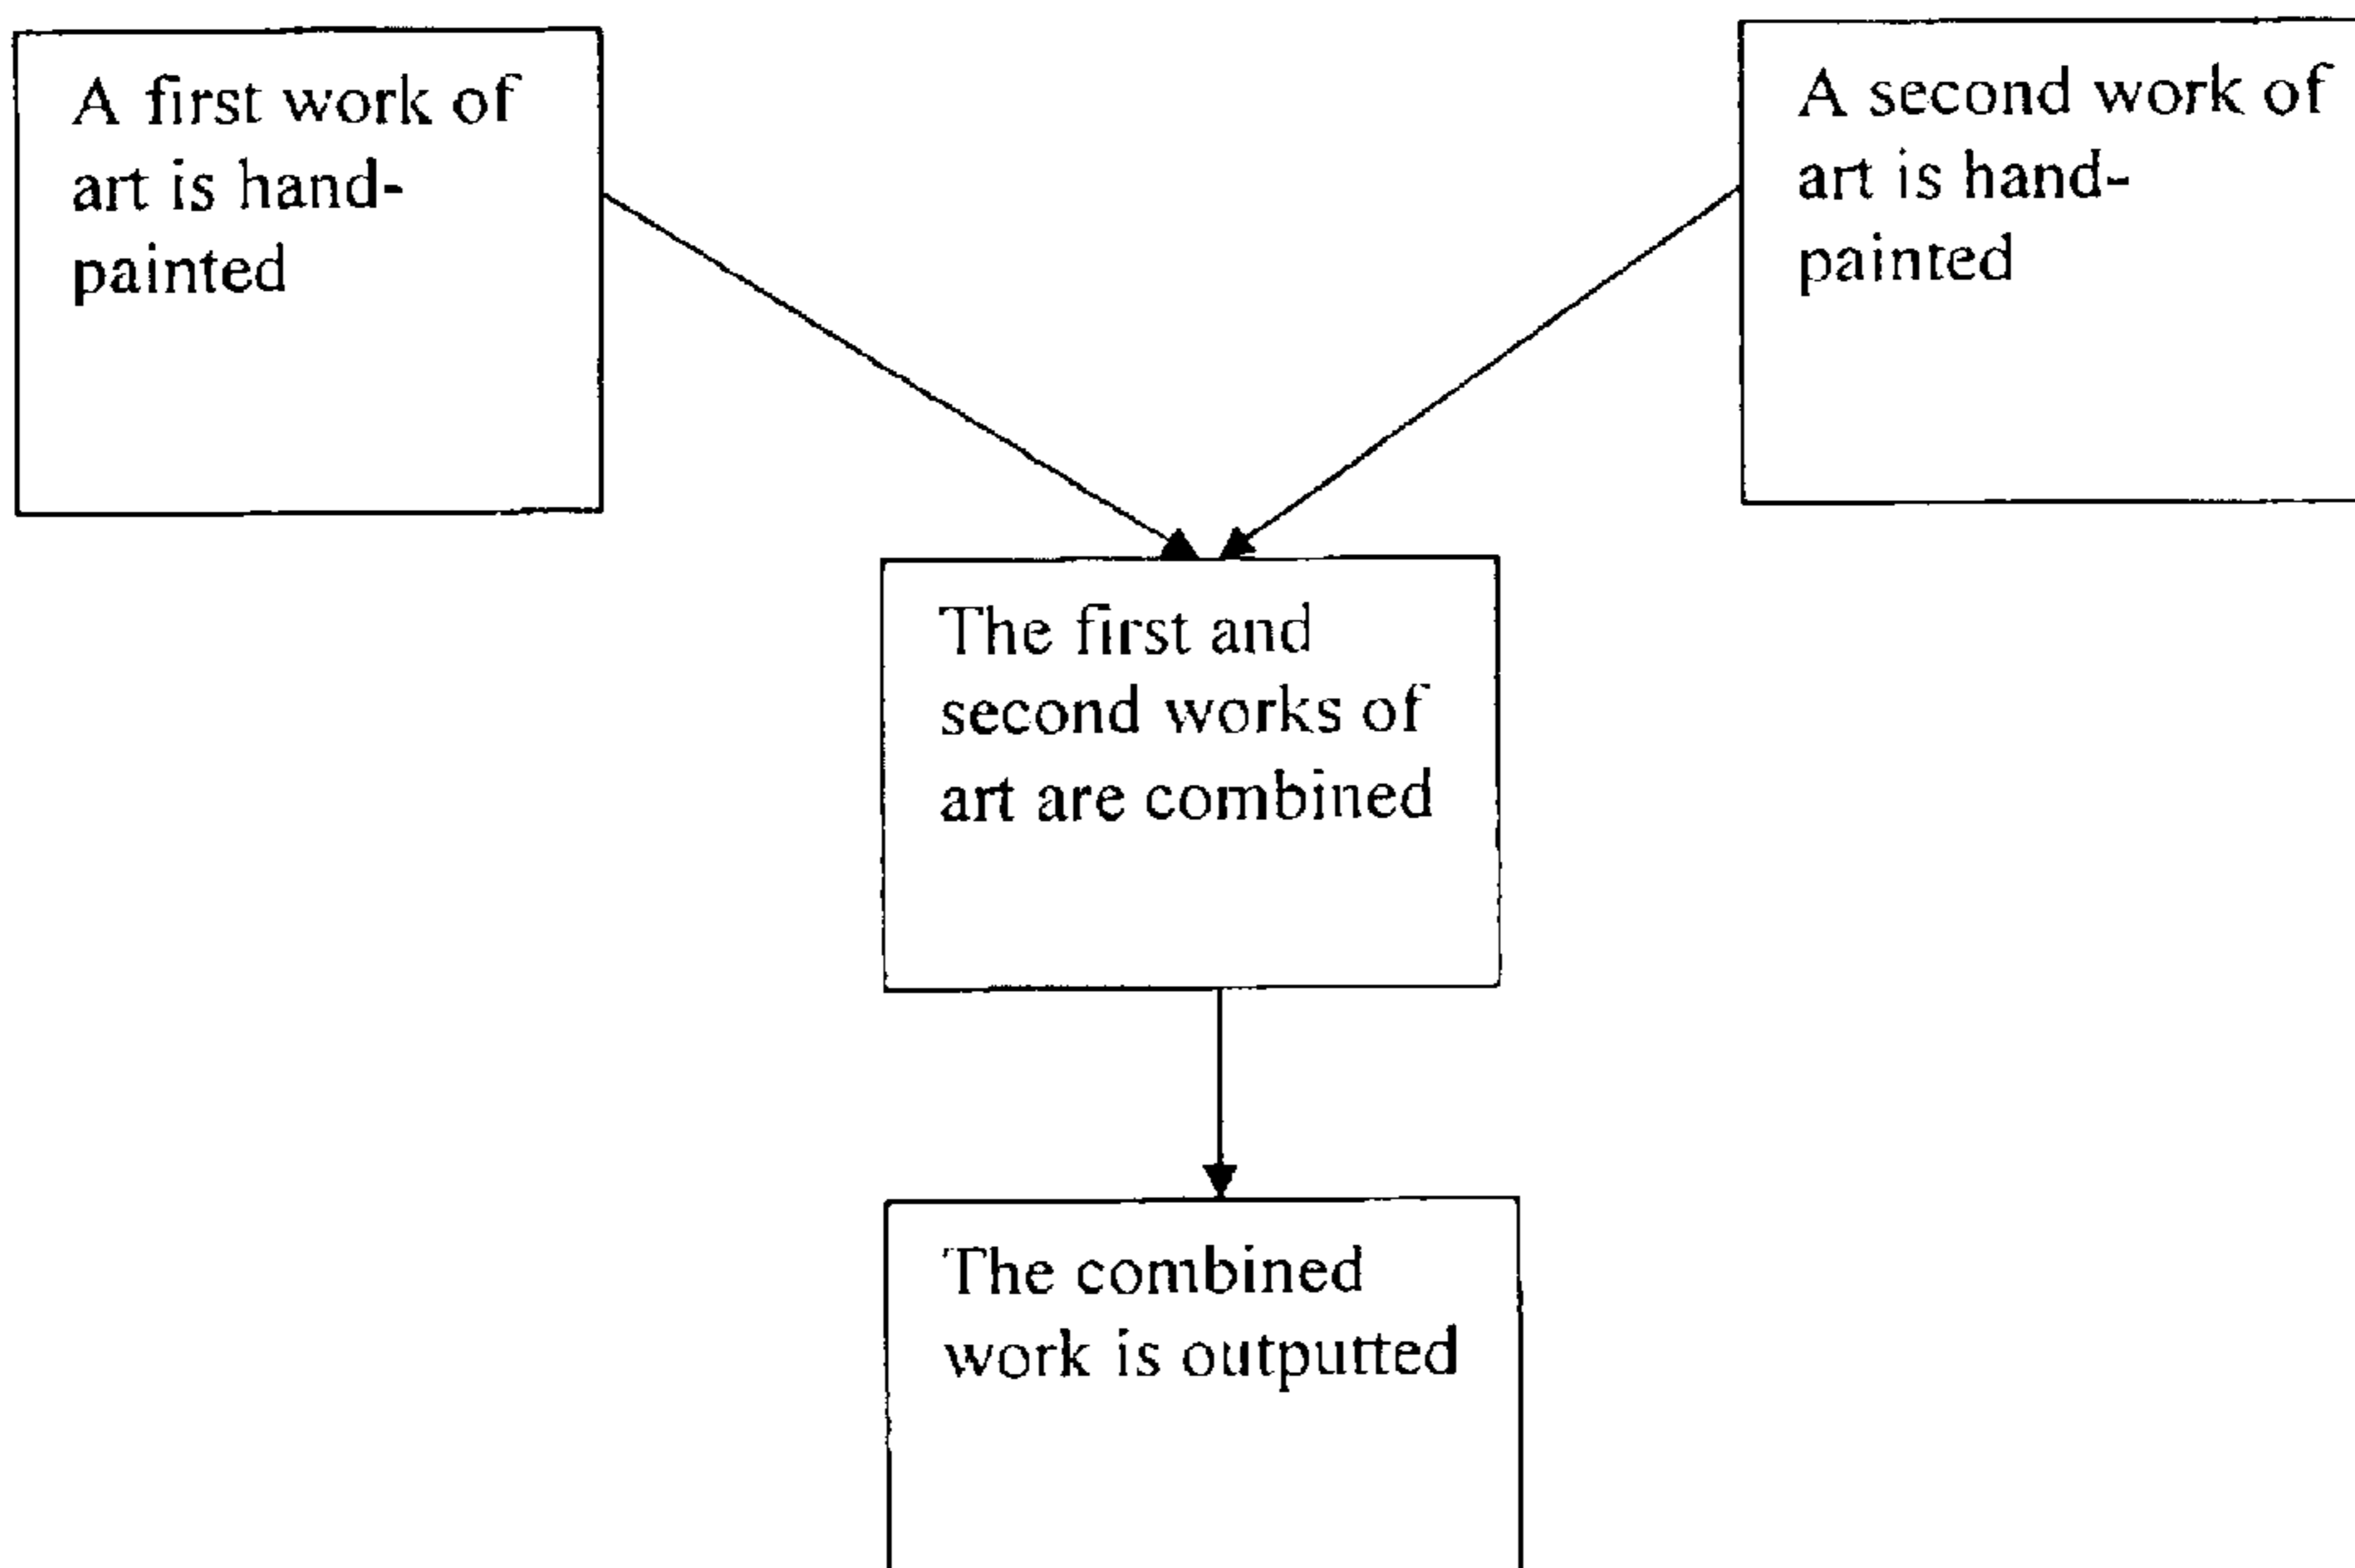 A first work of
art is hand-
painted
A second work of
art is hand-
painted
The first and
second works of
art are combined
The combined
work is outputted